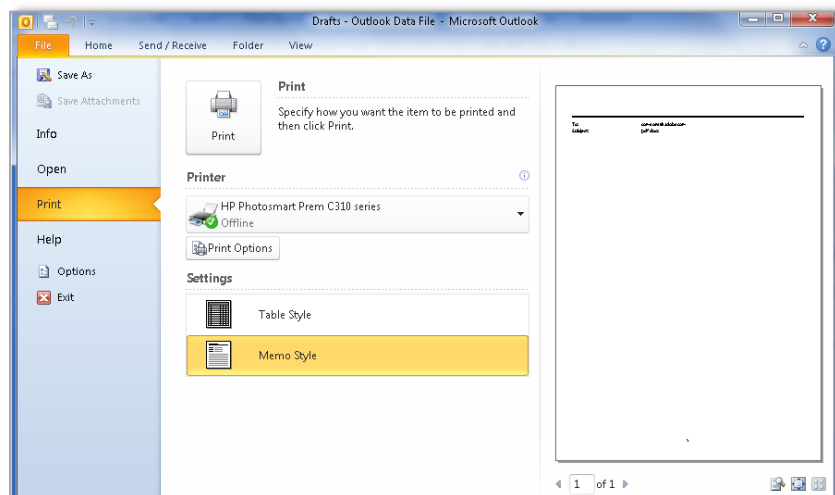 Drafts - Outlook Data File - Microsoft Outlook
File Home Send / Receive Folder View
Save As
Save Attachments
Info
Open
Print
Help
Options
Exit
Print
Print
Specify how you want the item to be printed and
then click Print.
Printer
HP Photosmart Prem C310 series
Offline
Print Options
Settings
Table Style
Memo Style
To:
Subject:
1 of 1